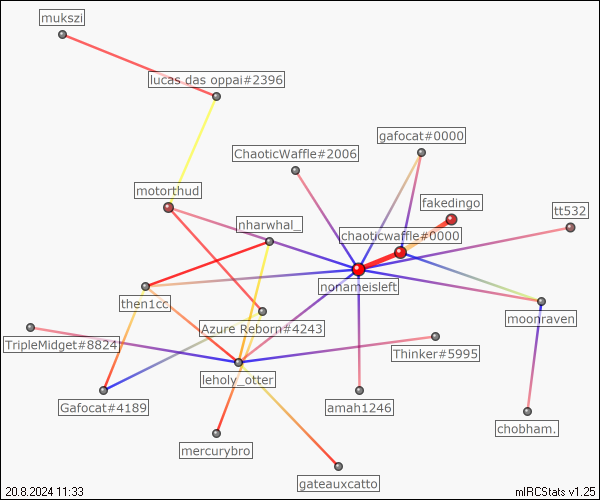 mukszi
lucas das oppai#2396
gafocat#0000
ChaoticWaffle#2006
motorthud
fakedingo
tt532
nharwhal_
chaoticwaffle#0000
nonameisleft
then1cc
moonraven
Azure Reborn#4243
TripleMidget#8824
Thinker#5995
leholy_otter
Gafocat#4189
amah1246
chobham.
mercurybro
gateauxcatto
20.8.2024 11:33
mIRCStats v1.25